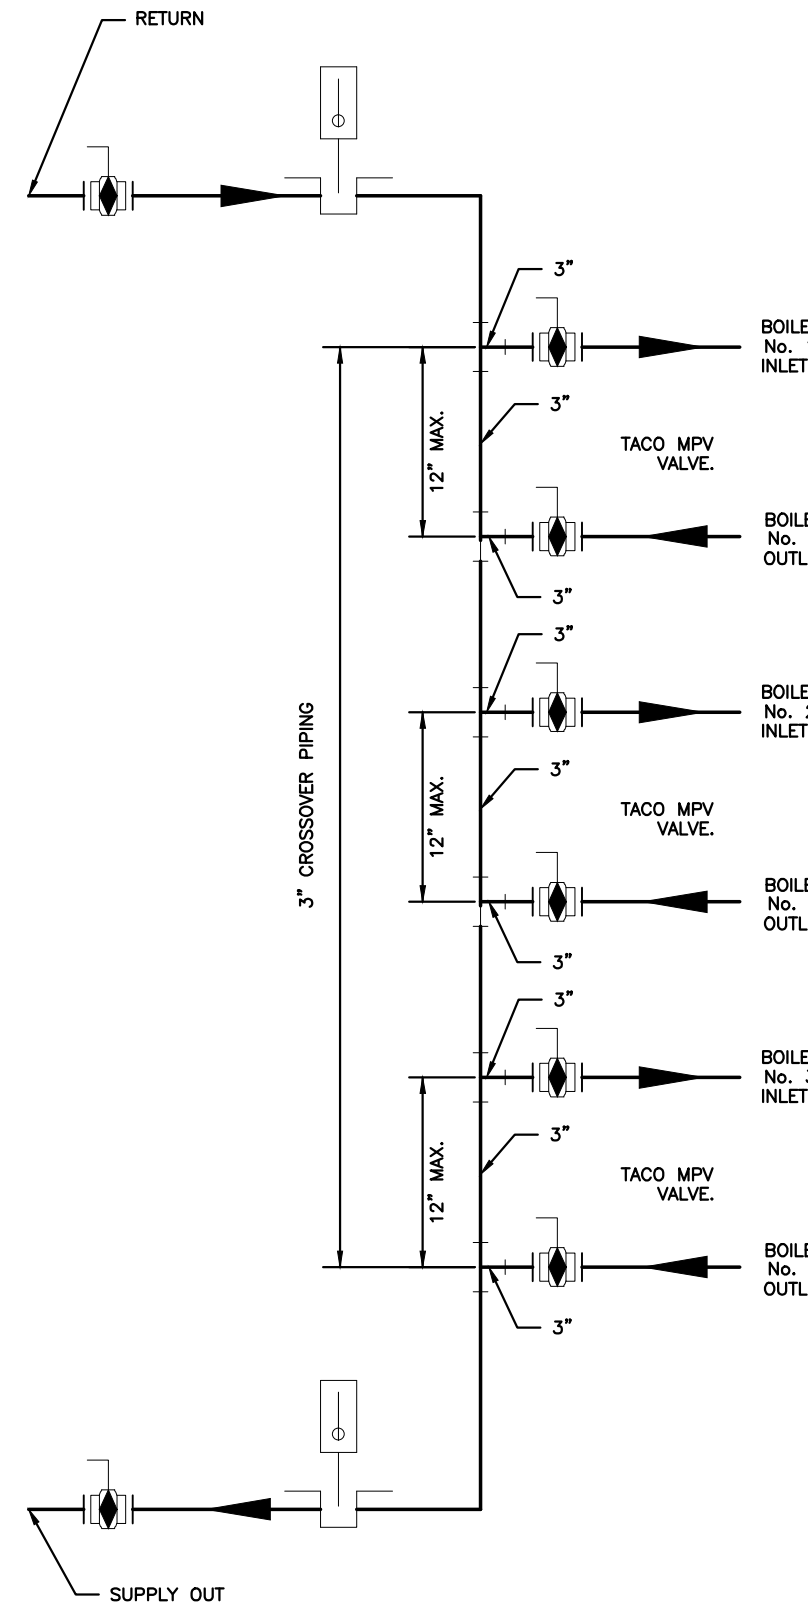 RETURN
3"
BOILE
No.
INLET
3"
12" MAX.
TACO MPV
VALVE.
BOILE
No.
OUTL
3"
3"
BOILE
No. 2
INLET
3" CROSSOVER PIPING
3"
12" MAX.
TACO MPV
VALVE.
BOILE
No.
OUTL
3"
3"
BOILE
No. 3
INLET
3"
12" MAX.
TACO MPV
VALVE.
BOILE
No.
OUTL
3"
SUPPLY OUT